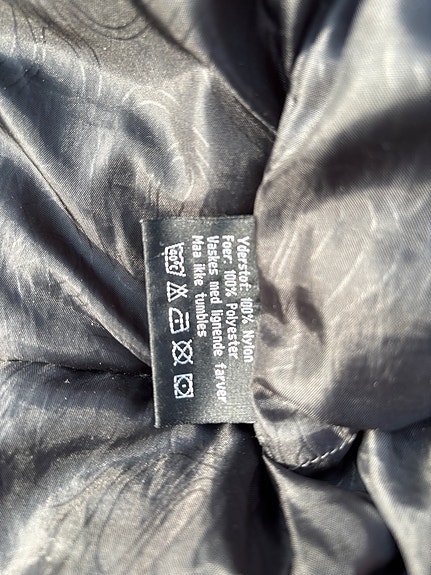 Yderstof: 100% Nylon
Foer: 100% Polyester
Vaskes med lignende farver
Maa ikke tumbles